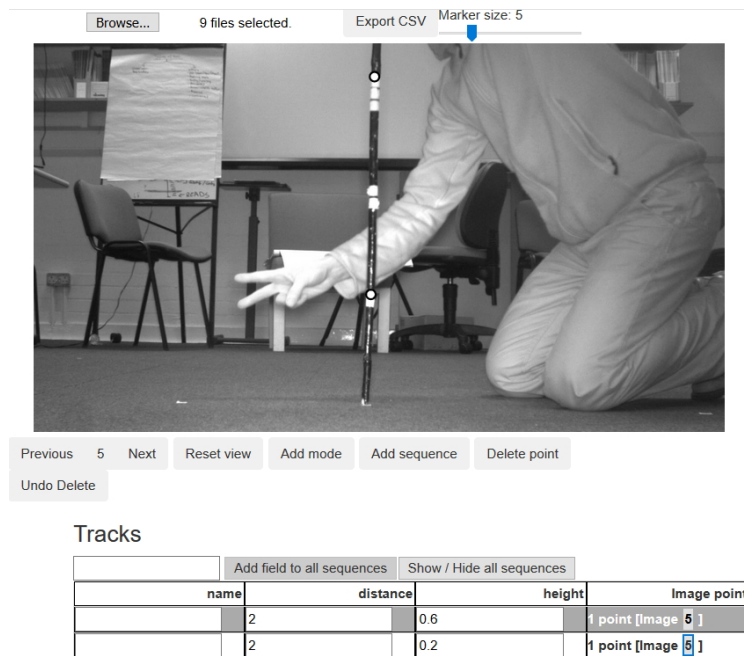 Browse... 9 files selected. Export CSV Marker size: 5
Previous 5 Next Reset view Add mode Add sequence Delete point
Undo Delete
Tracks
Add field to all sequences Show / Hide all sequences
name distance height Image point
2 0.6 1 point [Image 5 ]
2 0.2 1 point [Image 5 ]